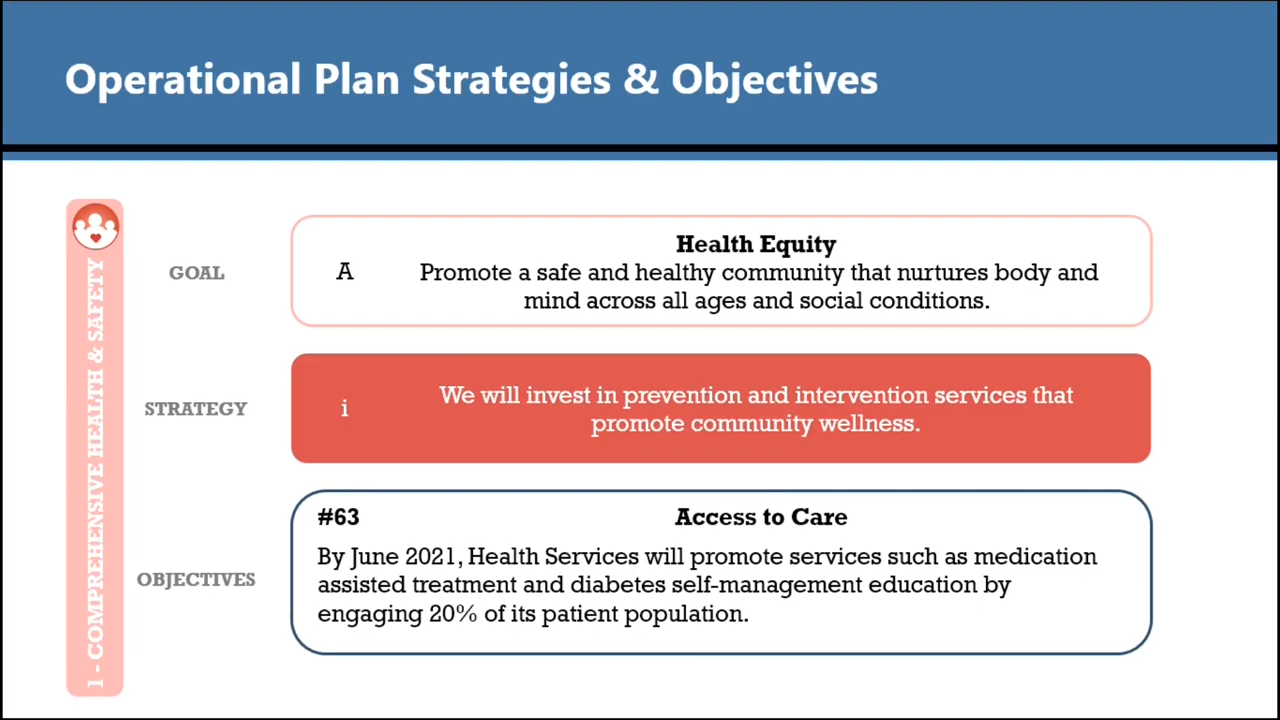 Operational Plan Strategies & Objectives
1 - COMPREHENSIVE HEALTH & SAFETY
GOAL
A
Health Equity
Promote a safe and healthy community that nurtures body and
mind across all ages and social conditions.
STRATEGY
i
We will invest in prevention and intervention services that
promote community wellness.
OBJECTIVES
#63
Access to Care
By June 2021, Health Services will promote services such as medication
assisted treatment and diabetes self-management education by
engaging 20% of its patient population.